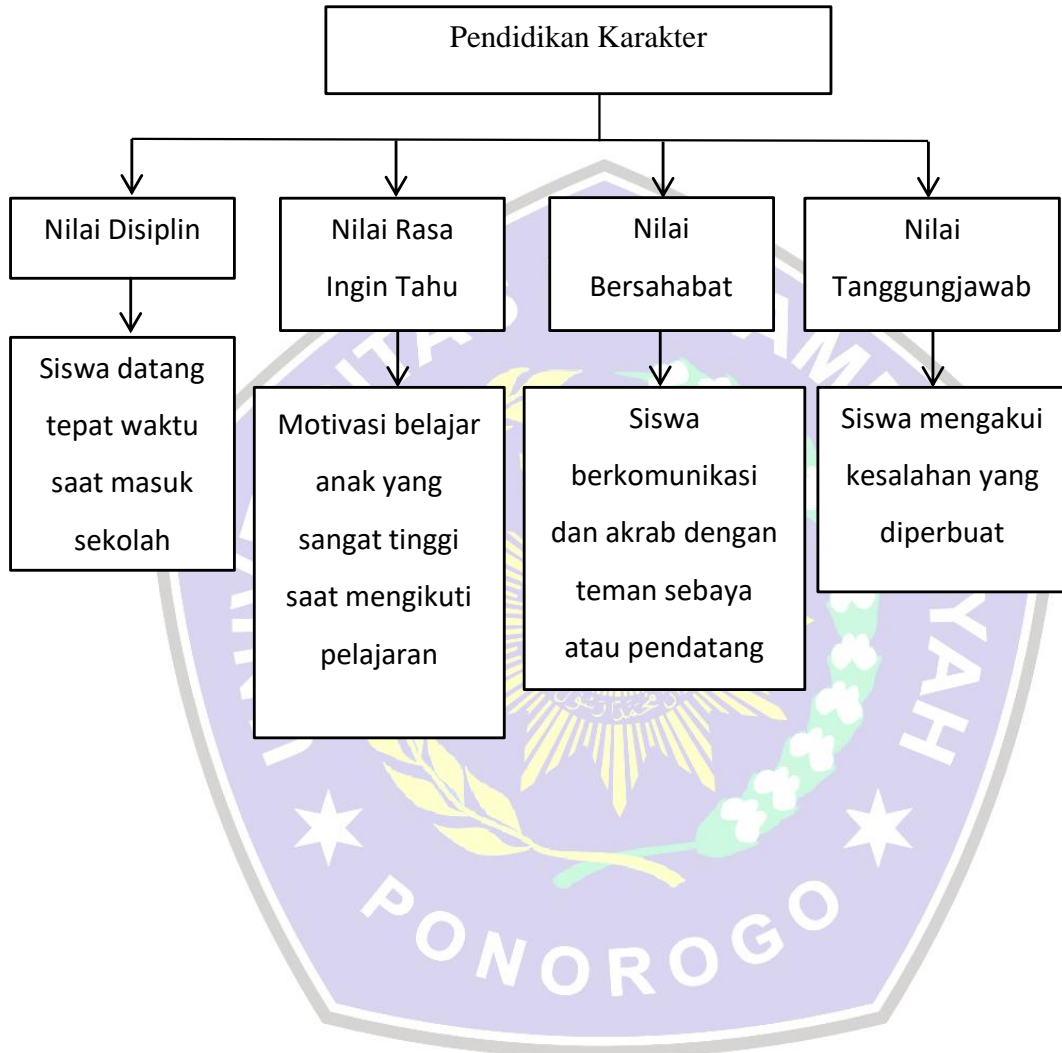 Pendidikan Karakter
Nilai Disiplin
Siswa datang
tepat waktu
saat masuk
sekolah
Nilai Rasa
Ingin Tahu
Motivasi belajar
anak yang
sangat tinggi
saat mengikuti
pelajaran
Nilai
Bersahabat
Siswa
berkomunikasi
dan akrab dengan
teman sebaya
atau pendatang
Nilai
Tanggungjawab
Siswa mengakui
kesalahan yang
diperbuat
PONOROGO